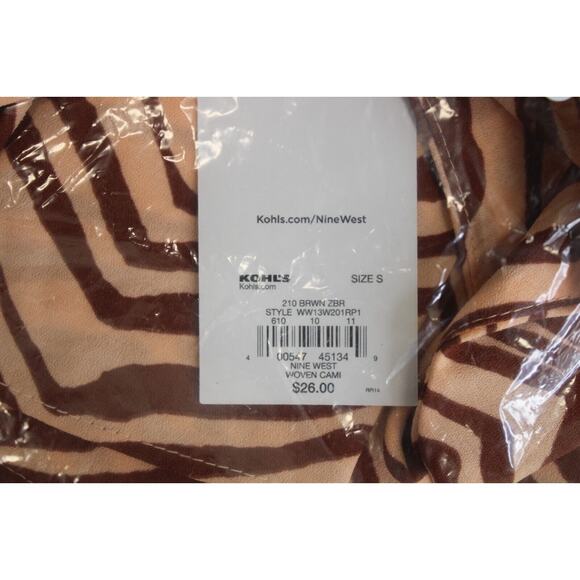 Kohls.com/NineWest
KOHL'S SIZE S
Kohls.com
210 BRWN ZBR
STYLE WW13W201RP1
610 10 11
4 00547 45134 9
NINE WEST
WOVEN CAMI
$26.00